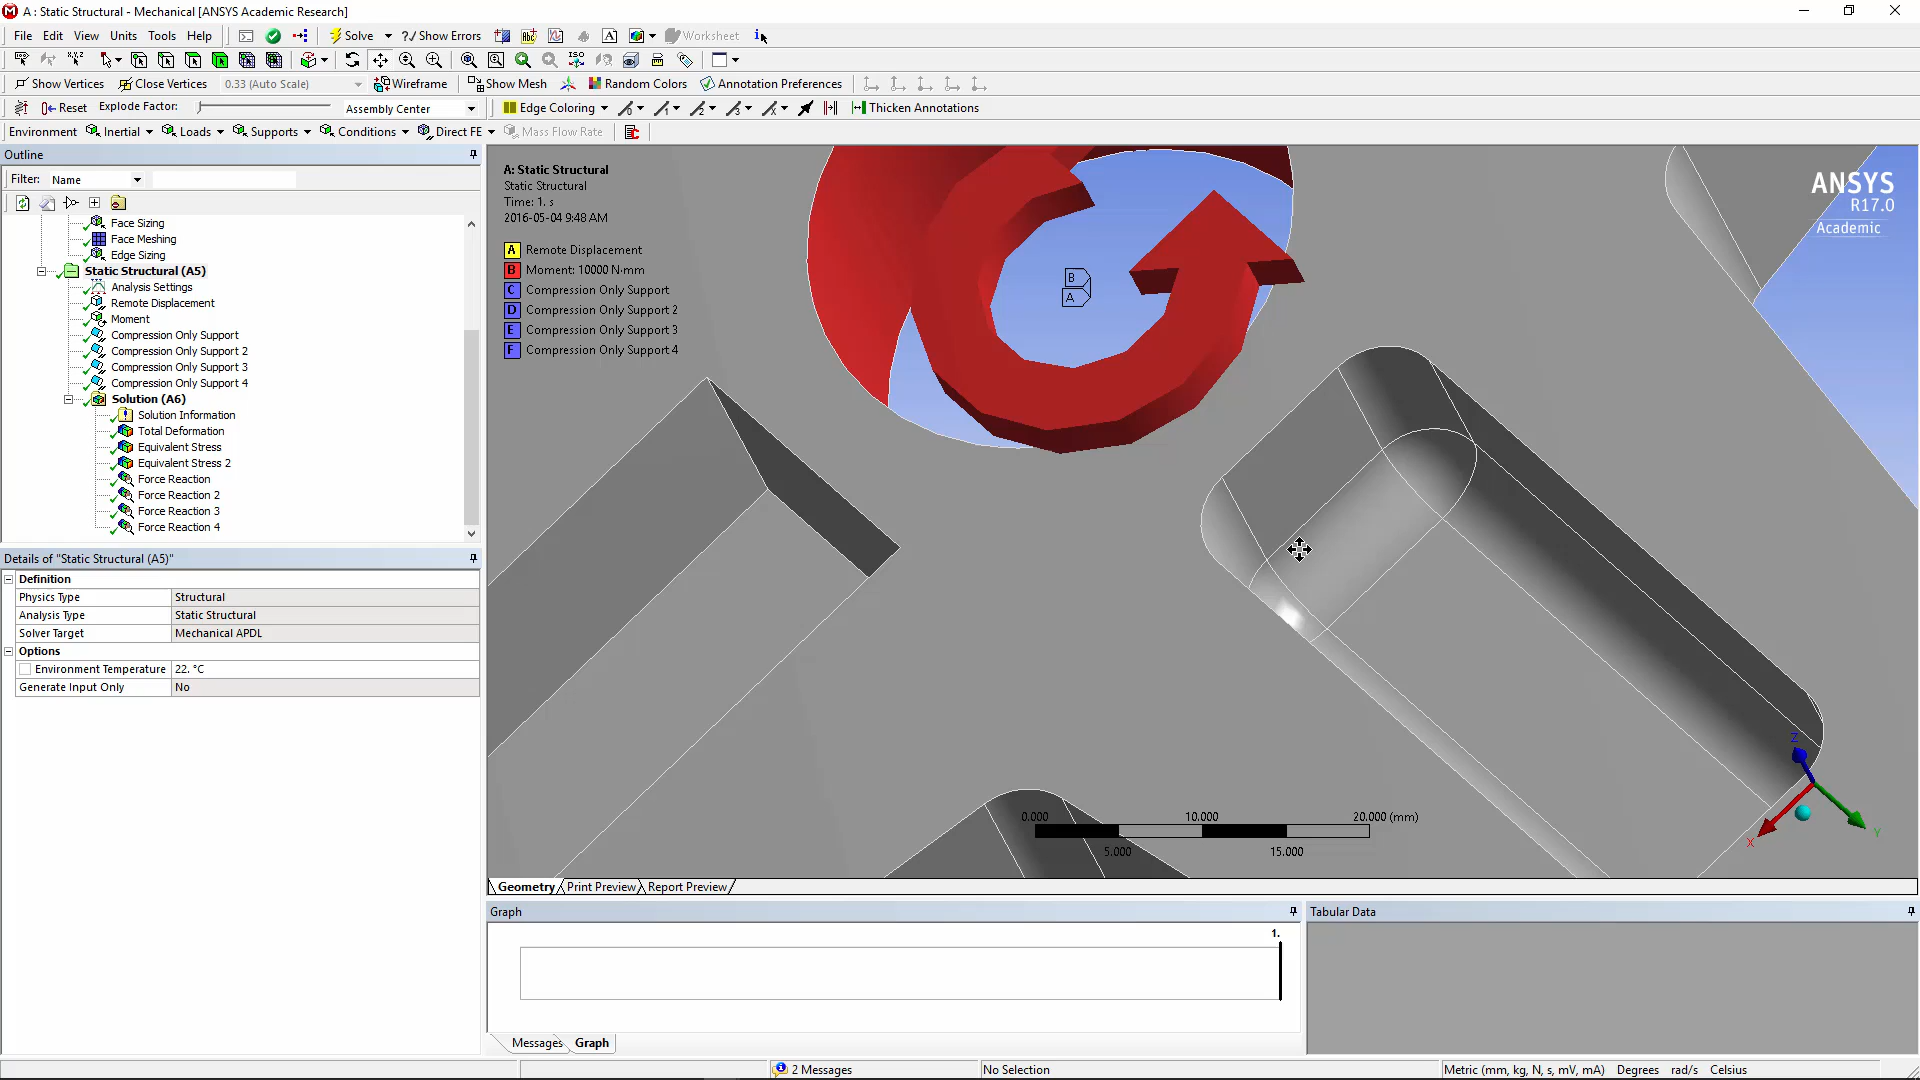 A : Static Structural - Mechanical [ANSYS Academic Research]
File Edit View Units Tools Help Solve ?/ Show Errors Worksheet
Show Vertices Close Vertices 0.33 (Auto Scale) Wireframe Show Mesh Random Colors Annotation Preferences
Reset Explode Factor: Assembly Center Edge Coloring Thicken Annotations
Environment Inertial Loads Supports Conditions Direct FE Mass Flow Rate
Outline
Filter: Name
Face Sizing
Face Meshing
Edge Sizing
Static Structural (A5)
Analysis Settings
Remote Displacement
Moment
Compression Only Support
Compression Only Support 2
Compression Only Support 3
Compression Only Support 4
Solution (A6)
Solution Information
Total Deformation
Equivalent Stress
Equivalent Stress 2
Force Reaction
Force Reaction 2
Force Reaction 3
Force Reaction 4
Details of "Static Structural (A5)"
Definition
Physics Type Structural
Analysis Type Static Structural
Solver Target Mechanical APDL
Options
Environment Temperature 22. °C
Generate Input Only No
A: Static Structural
Static Structural
Time: 1. s
2016-05-04 9:48 AM
A Remote Displacement
B Moment: 10000 N·mm
C Compression Only Support
D Compression Only Support 2
E Compression Only Support 3
F Compression Only Support 4
B
A
ANSYS
R17.0
Academic
0.000 10.000 20.000 (mm)
5.000 15.000
Z
X
Y
Geometry Print Preview Report Preview
Graph
1.
Messages Graph
Tabular Data
2 Messages No Selection Metric (mm, kg, N, s, mV, mA) Degrees rad/s Celsius